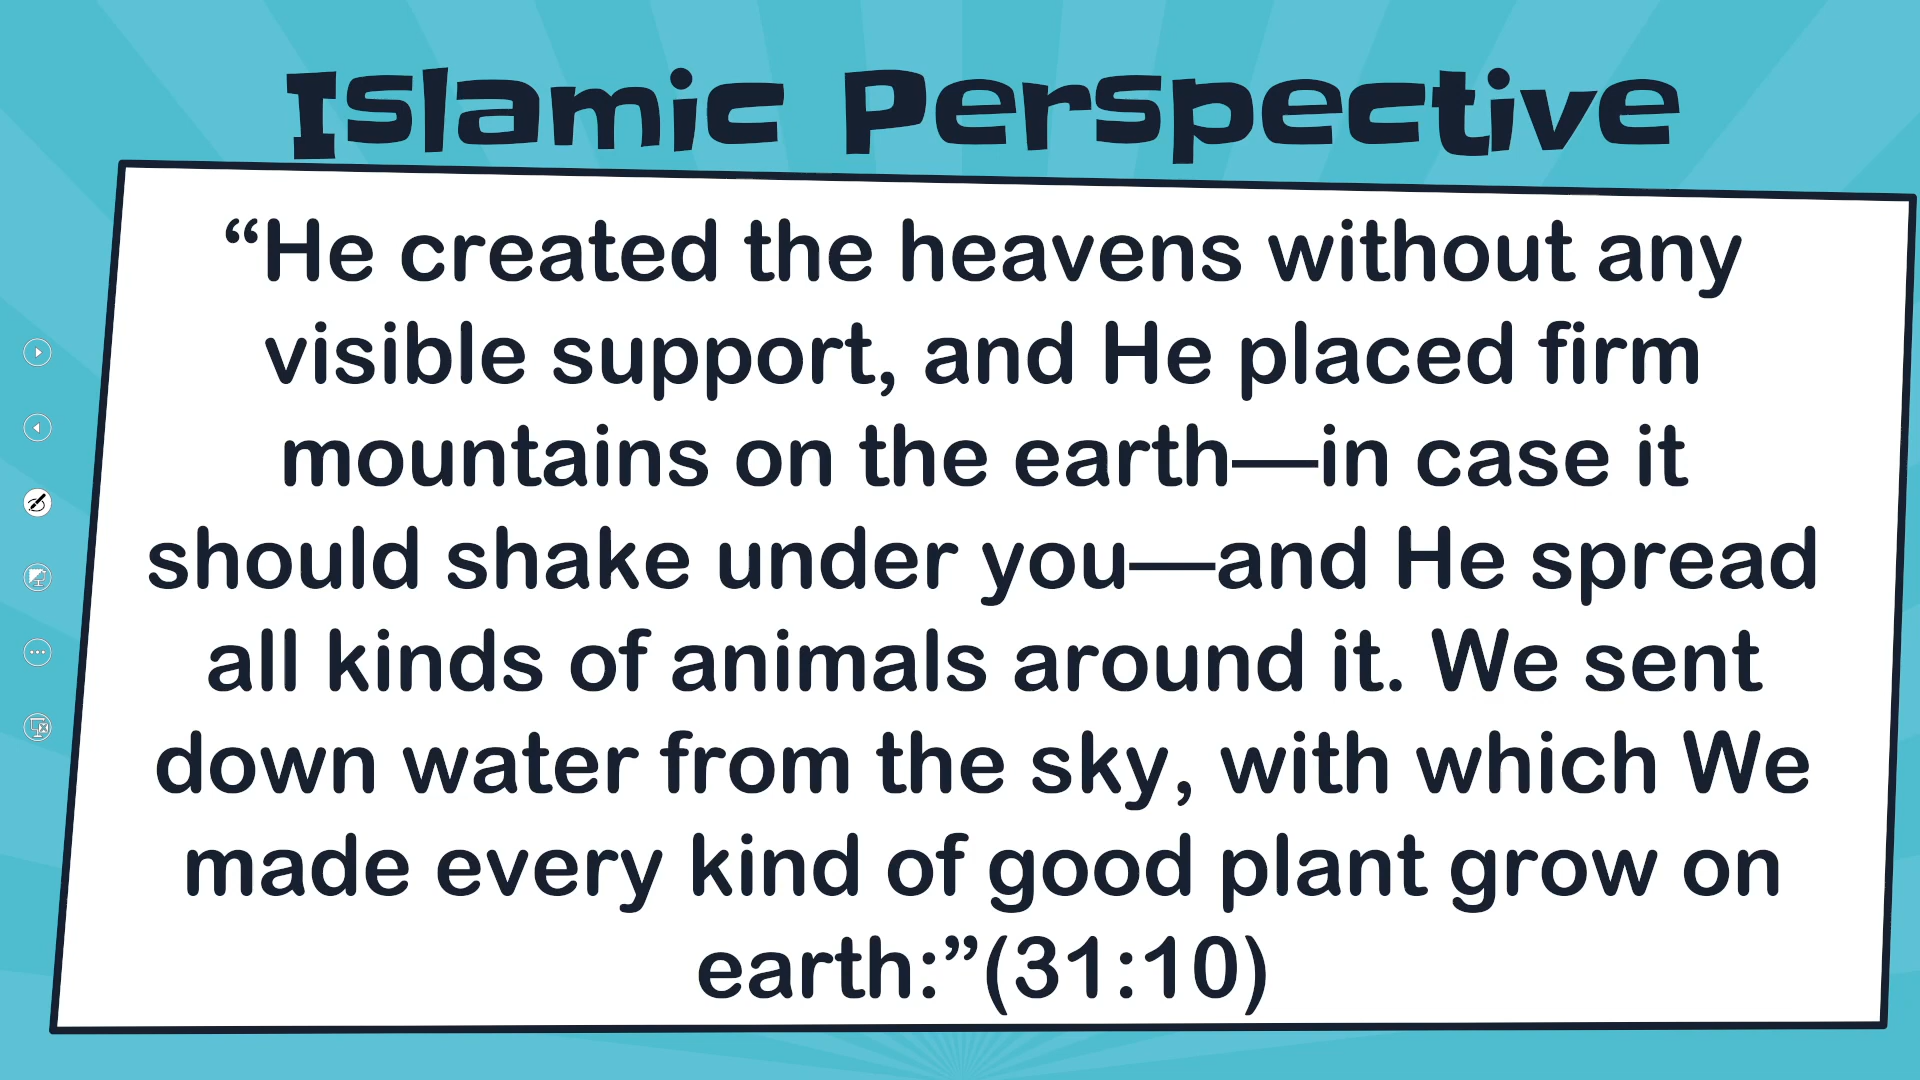 Islamic Perspective
“He created the heavens without any
visible support, and He placed firm
mountains on the earth—in case it
should shake under you—and He spread
all kinds of animals around it. We sent
down water from the sky, with which We
made every kind of good plant grow on
earth:”(31:10)